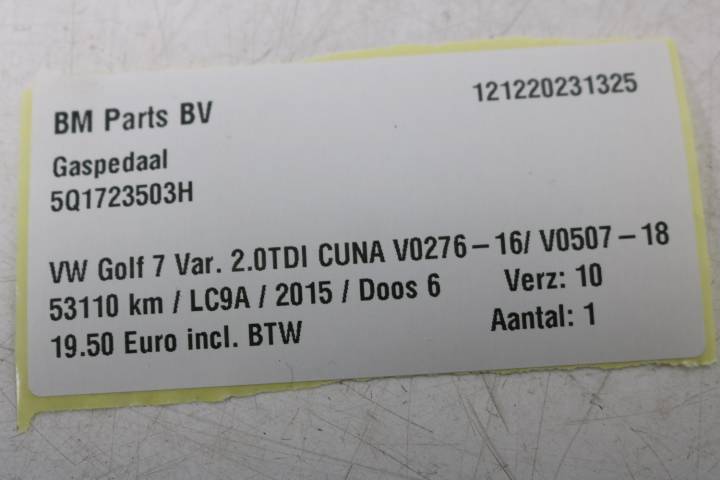 BM Parts BV 121220231325
Gaspedaal
5Q1723503H
VW Golf 7 Var. 2.0TDI CUNA V0276-16/ V0507-18
53110 km / LC9A / 2015 / Doos 6 Verz: 10
19.50 Euro incl. BTW Aantal: 1